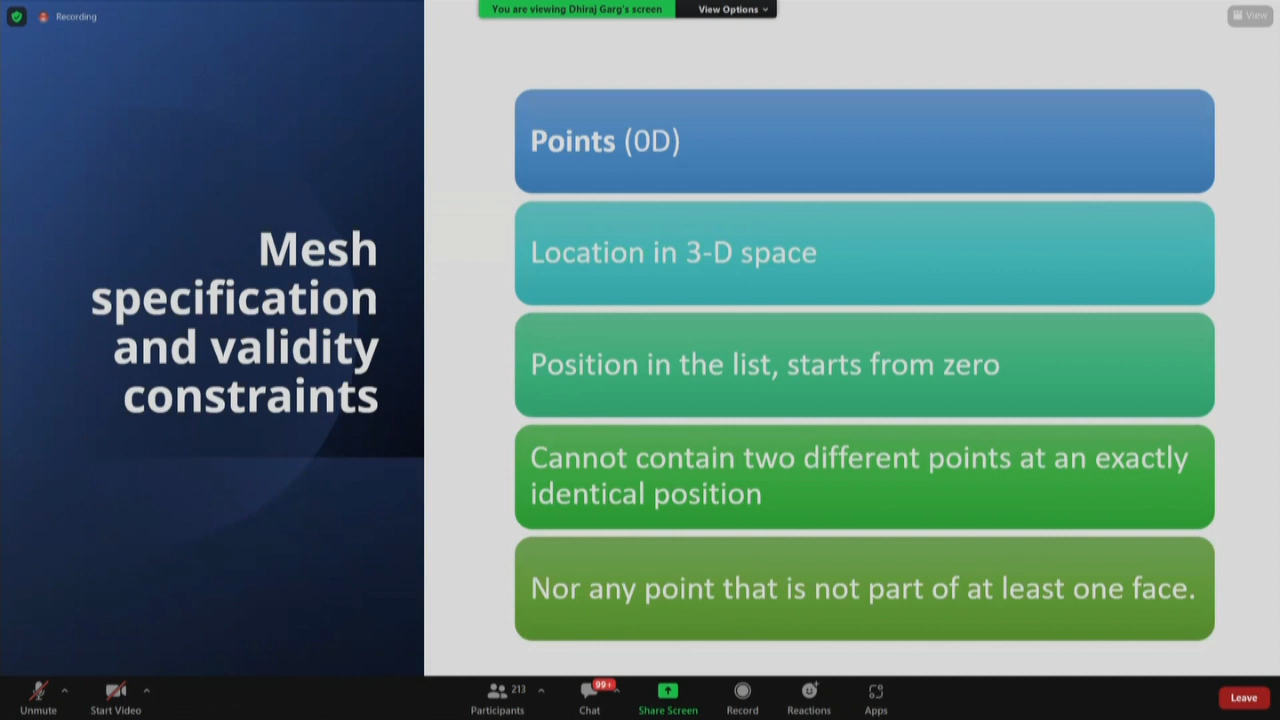 Recording
You are viewing Dhiraj Garg's screen
View Options
View
Mesh
specification
and validity
constraints
Points (0D)
Location in 3-D space
Position in the list, starts from zero
Cannot contain two different points at an exactly
identical position
Nor any point that is not part of at least one face.
Unmute
Start Video
213
Participants
99+
Chat
Share Screen
Record
Reactions
Apps
Leave